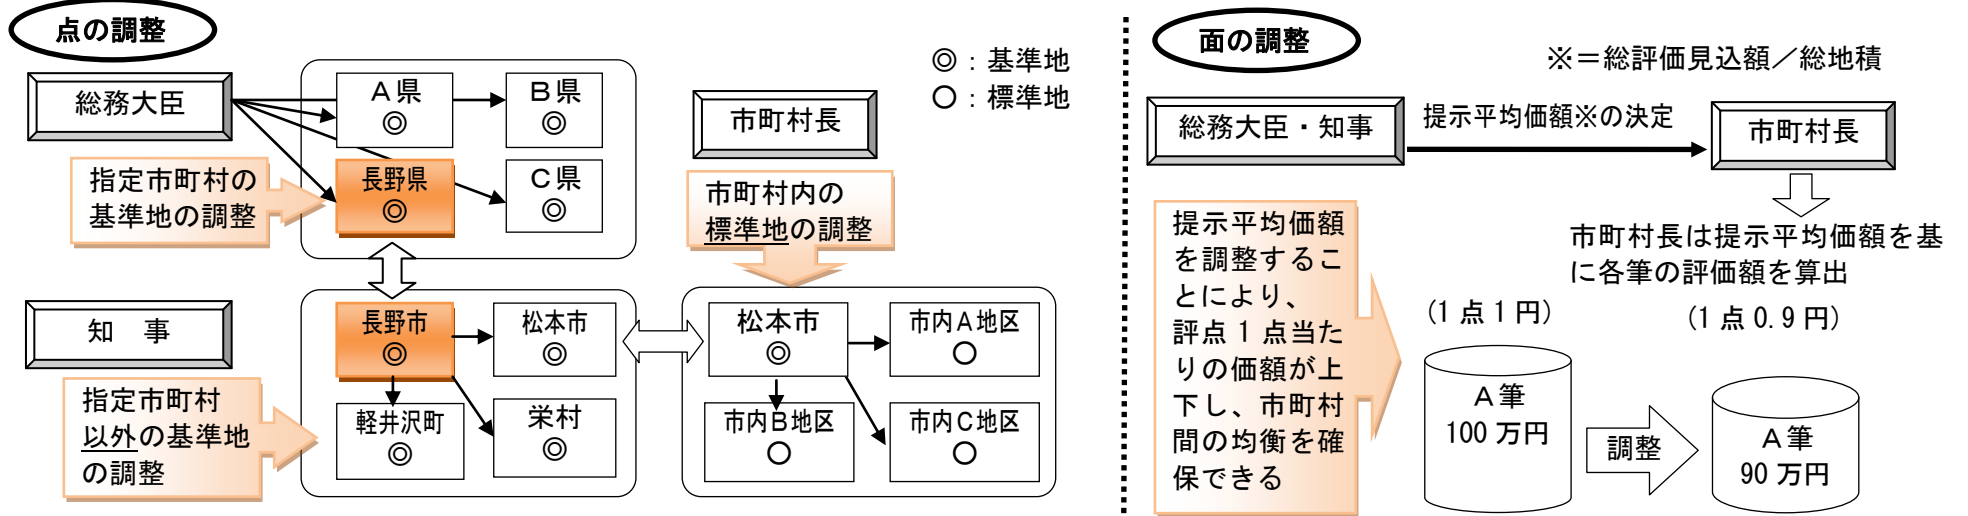 点の調整
◎：基準地
○：標準地
総務大臣
A県
◎
B県
◎
指定市町村の
基準地の調整
長野県
◎
C県
◎
市町村長
市町村内の
標準地の調整
知　事
長野市
◎
松本市
◎
指定市町村
以外の基準地
の調整
軽井沢町
◎
栄村
◎
松本市
◎
市内A地区
○
市内B地区
○
市内C地区
○
面の調整
※＝総評価見込額／総地積
総務大臣・知事
提示平均価額※の決定
市町村長
提示平均価額
を調整するこ
とにより、
評点1点当た
りの価額が上
下し、市町村
間の均衡を確
保できる
市町村長は提示平均価額を基
に各筆の評価額を算出
(1点1円)
(1点0.9円)
A筆
100万円
調整
A筆
90万円